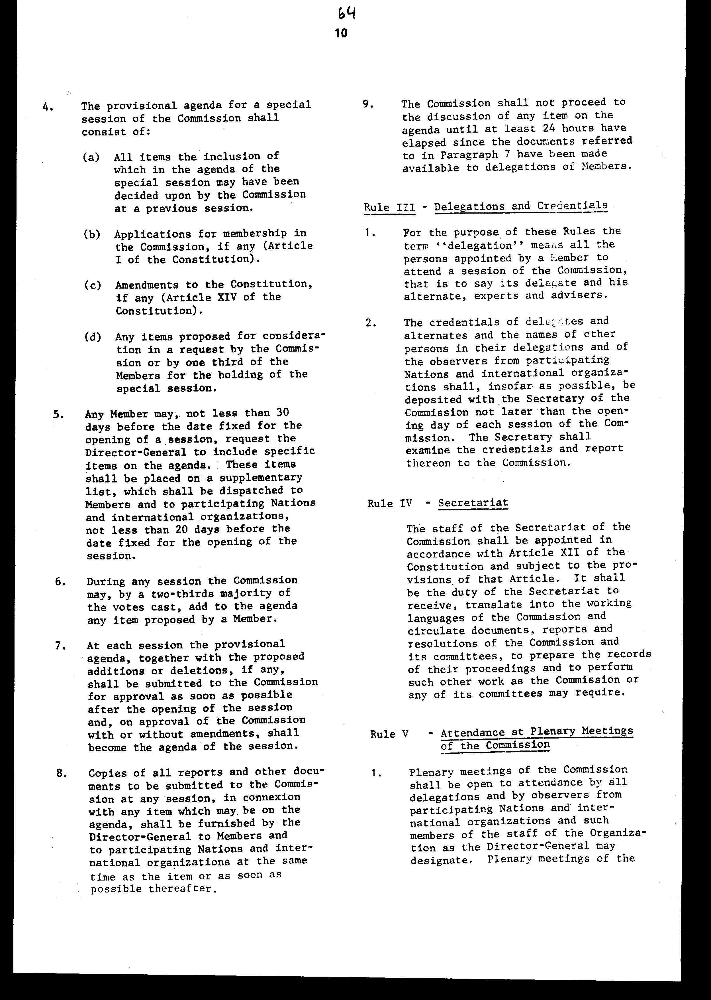 64
10
4. The provisional agenda for a special
session of the Commission shall
consist of:
(a) All items the inclusion of
which in the agenda of the
special session may have been
decided upon by the Commission
at a previous session.
(b) Applications for membership in
the Commission, if any (Article
I of the Constitution).
(c) Amendments to the Constitution,
if any (Article XIV of the
Constitution).
(d) Any items proposed for considera-
tion in a request by the Commis-
sion or by one third of the
Members for the holding of the
special session.
5. Any Member may, not less than 30
days before the date fixed for the
opening of a session, request the
Director-General to include specific
items on the agenda. These items
shall be placed on a supplementary
list, which shall be dispatched to
Members and to participating Nations
and international organizations,
not less than 20 days before the
date fixed for the opening of the
session.
6. During any session the Commission
may, by a two-thirds majority of
the votes cast, add to the agenda
any item proposed by a Member.
7. At each session the provisional
agenda, together with the proposed
additions or deletions, if any,
shall be submitted to the Commission
for approval as soon as possible
after the opening of the session
and, on approval of the Commission
with or without amendments, shall
become the agenda of the session.
8. Copies of all reports and other docu-
ments to be submitted to the Commis-
sion at any session, in connexion
with any item which may be on the
agenda, shall be furnished by the
Director-General to Members and
to participating Nations and inter-
national organizations at the same
time as the item or as soon as
possible thereafter.
9. The Commission shall not proceed to
the discussion of any item on the
agenda until at least 24 hours have
elapsed since the documents referred
to in Paragraph 7 have been made
available to delegations of Members.
Rule III - Delegations and Credentials
1. For the purpose of these Rules the
term ‘‘delegation’’ means all the
persons appointed by a Member to
attend a session of the Commission,
that is to say its delegate and his
alternate, experts and advisers.
2. The credentials of delegates and
alternates and the names of other
persons in their delegations and of
the observers from participating
Nations and international organiza-
tions shall, insofar as possible, be
deposited with the Secretary of the
Commission not later than the open-
ing day of each session of the Com-
mission. The Secretary shall
examine the credentials and report
thereon to the Commission.
Rule IV - Secretariat
The staff of the Secretariat of the
Commission shall be appointed in
accordance with Article XII of the
Constitution and subject to the pro-
visions of that Article. It shall
be the duty of the Secretariat to
receive, translate into the working
languages of the Commission and
circulate documents, reports and
resolutions of the Commission and
its committees, to prepare the records
of their proceedings and to perform
such other work as the Commission or
any of its committees may require.
Rule V - Attendance at Plenary Meetings
of the Commission
1. Plenary meetings of the Commission
shall be open to attendance by all
delegations and by observers from
participating Nations and inter-
national organizations and such
members of the staff of the Organiza-
tion as the Director-General may
designate. Plenary meetings of the